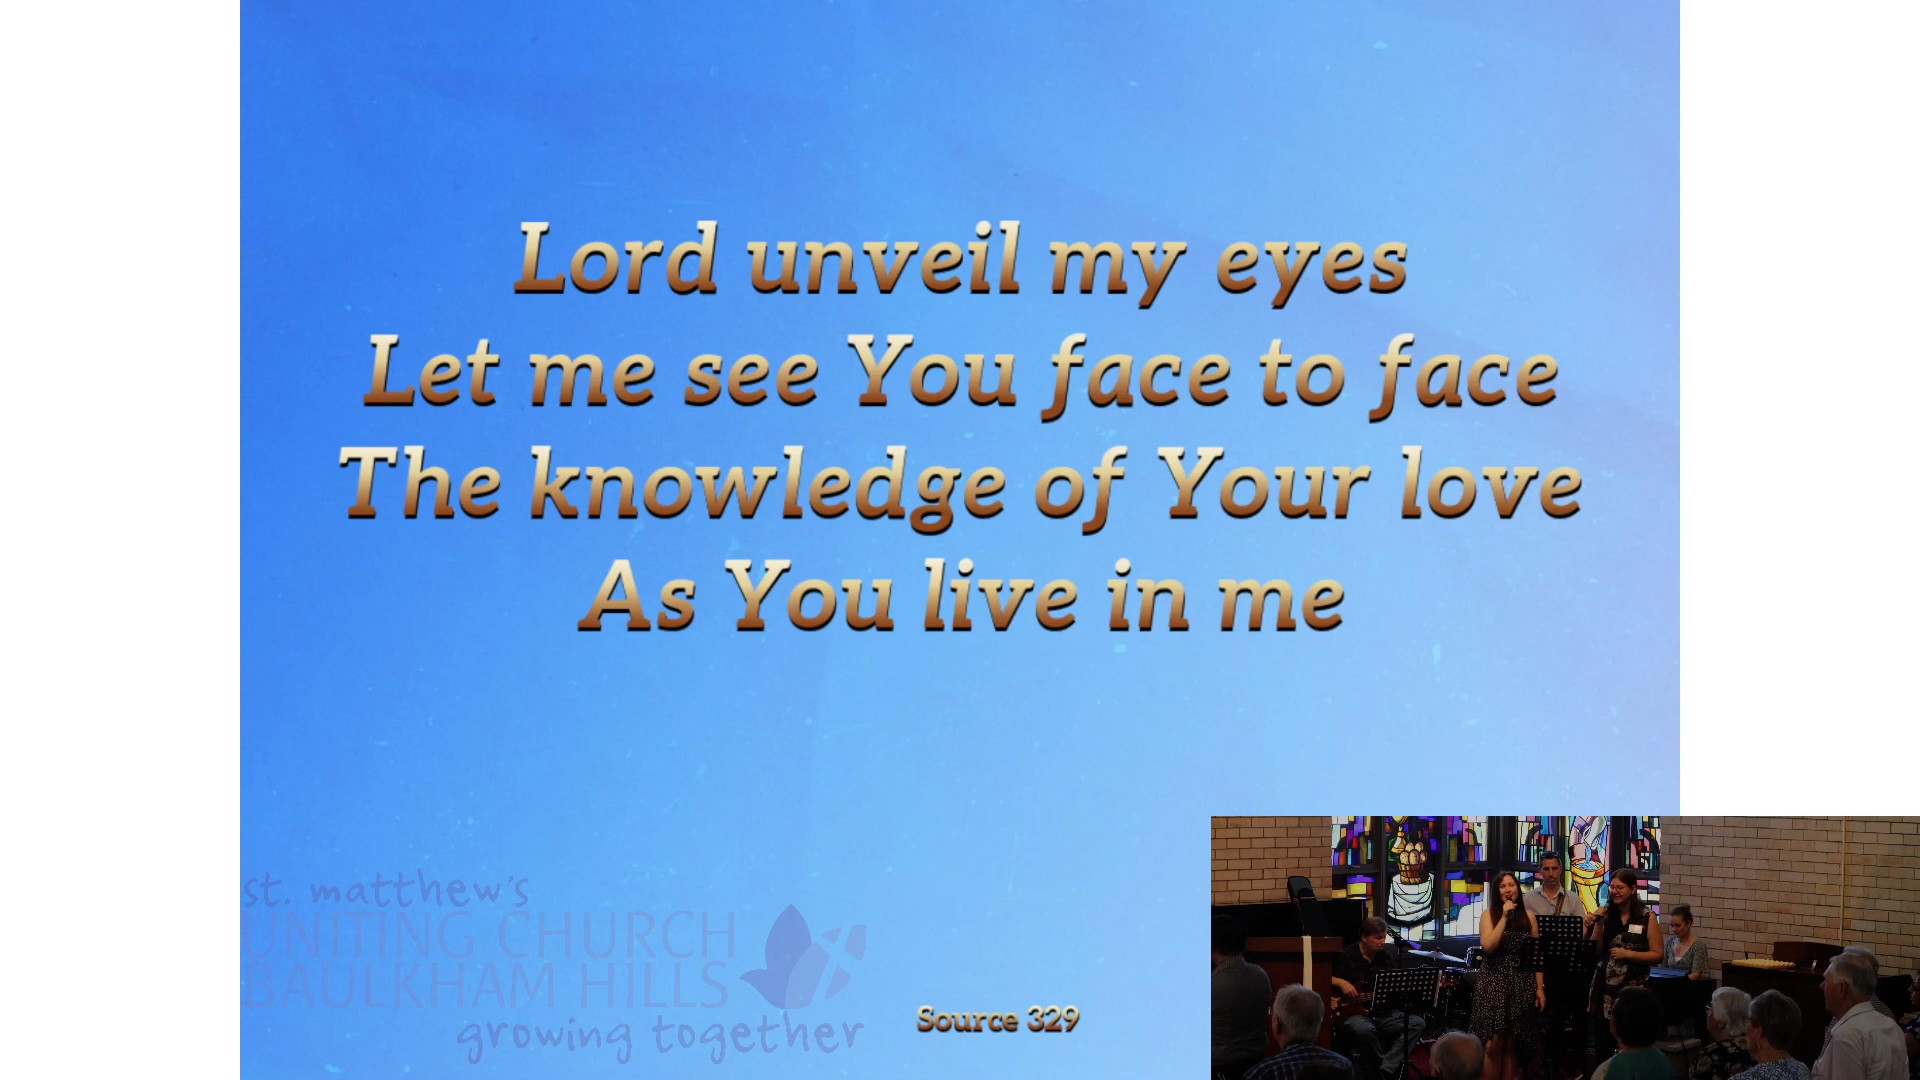 Lord unveil my eyes
Let me see You face to face
The knowledge of Your love
As You live in me
st. matthew's
UNITING CHURCH
BAULKHAM HILLS
growing together
Source 329